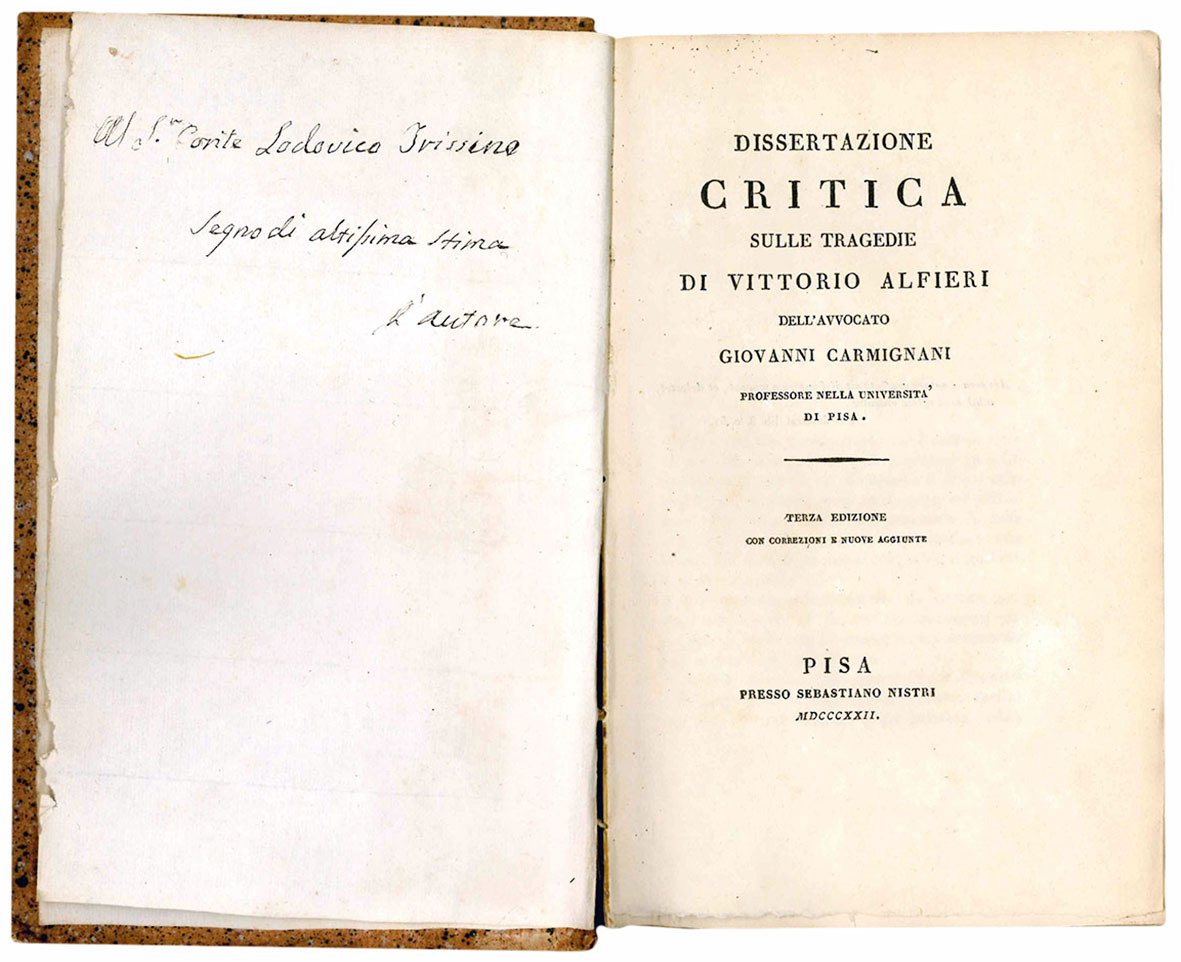 Al S.r Conte Lodovico Trissino
Segno di altiſsima stima
L'autore
DISSERTAZIONE
CRITICA
SULLE TRAGEDIE
DI VITTORIO ALFIERI
DELL'AVVOCATO
GIOVANNI CARMIGNANI
PROFESSORE NELLA UNIVERSITA'
DI PISA.
TERZA EDIZIONE
CON CORREZIONI E NUOVE AGGIUNTE
PISA
PRESSO SEBASTIANO NISTRI
MDCCCXXII.